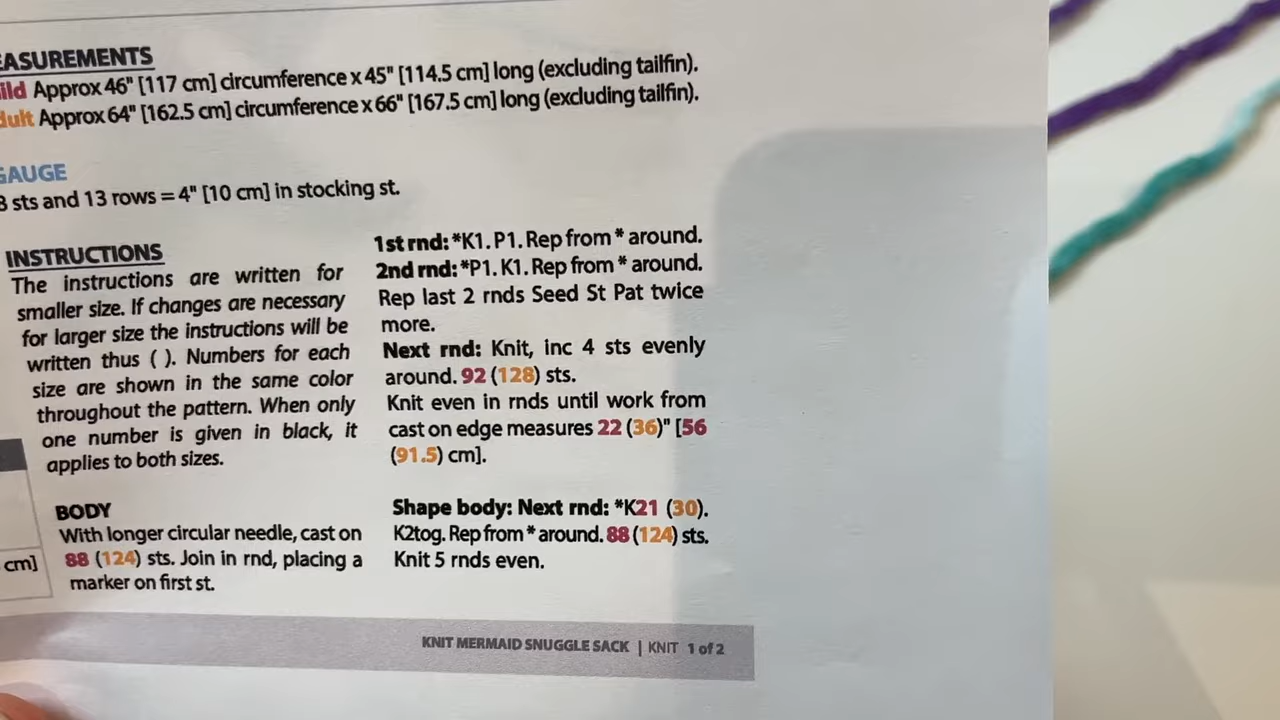 EASUREMENTS
ild Approx 46" [117 cm] circumference x 45" [114.5 cm] long (excluding tailfin).
dult Approx 64" [162.5 cm] circumference x 66" [167.5 cm] long (excluding tailfin).
GAUGE
8 sts and 13 rows = 4" [10 cm] in stocking st.
INSTRUCTIONS
The instructions are written for
smaller size. If changes are necessary
for larger size the instructions will be
written thus ( ). Numbers for each
size are shown in the same color
throughout the pattern. When only
one number is given in black, it
applies to both sizes.
cm]
BODY
With longer circular needle, cast on
88 (124) sts. Join in rnd, placing a
marker on first st.
1st rnd: *K1. P1. Rep from * around.
2nd rnd: *P1. K1. Rep from * around.
Rep last 2 rnds Seed St Pat twice
more.
Next rnd: Knit, inc 4 sts evenly
around. 92 (128) sts.
Knit even in rnds until work from
cast on edge measures 22 (36)" [56
(91.5) cm].
Shape body: Next rnd: *K21 (30).
K2tog. Rep from * around. 88 (124) sts.
Knit 5 rnds even.
KNIT MERMAID SNUGGLE SACK | KNIT 1 of 2